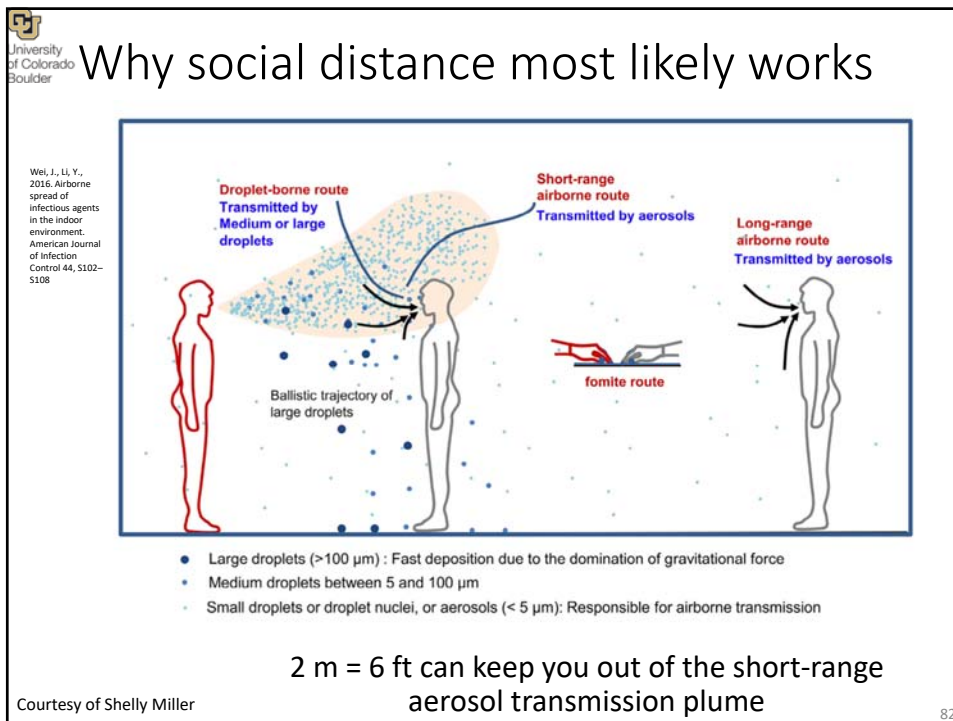 University
of Colorado
Boulder
Why social distance most likely works
Wei, J., Li, Y.,
2016. Airborne
spread of
infectious agents
in the indoor
environment.
American Journal
of Infection
Control 44, S102–
S108
Droplet-borne route
Transmitted by
Medium or large
droplets
Short-range
airborne route
Transmitted by aerosols
Long-range
airborne route
Transmitted by aerosols
Ballistic trajectory of
large droplets
fomite route
Large droplets (>100 μm) : Fast deposition due to the domination of gravitational force
Medium droplets between 5 and 100 μm
Small droplets or droplet nuclei, or aerosols (< 5 μm): Responsible for airborne transmission
2 m = 6 ft can keep you out of the short-range
aerosol transmission plume
Courtesy of Shelly Miller
82